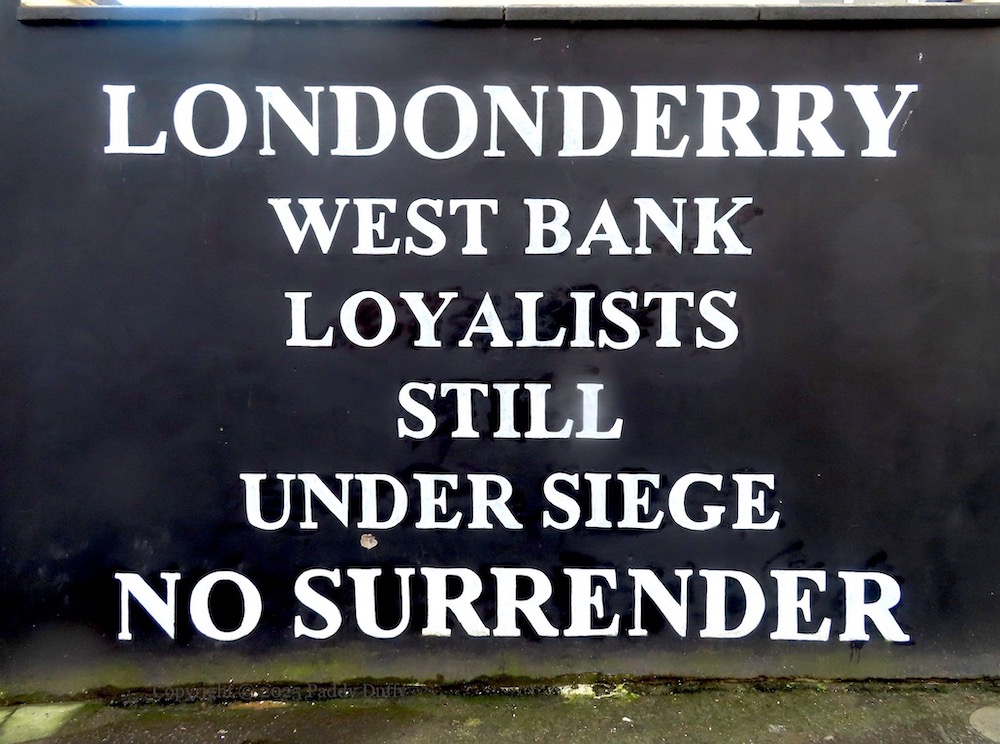 LONDONDERRY
WEST BANK
LOYALISTS
STILL
UNDER SIEGE
NO SURRENDER
Copyright © 2025 Paddy Duffy